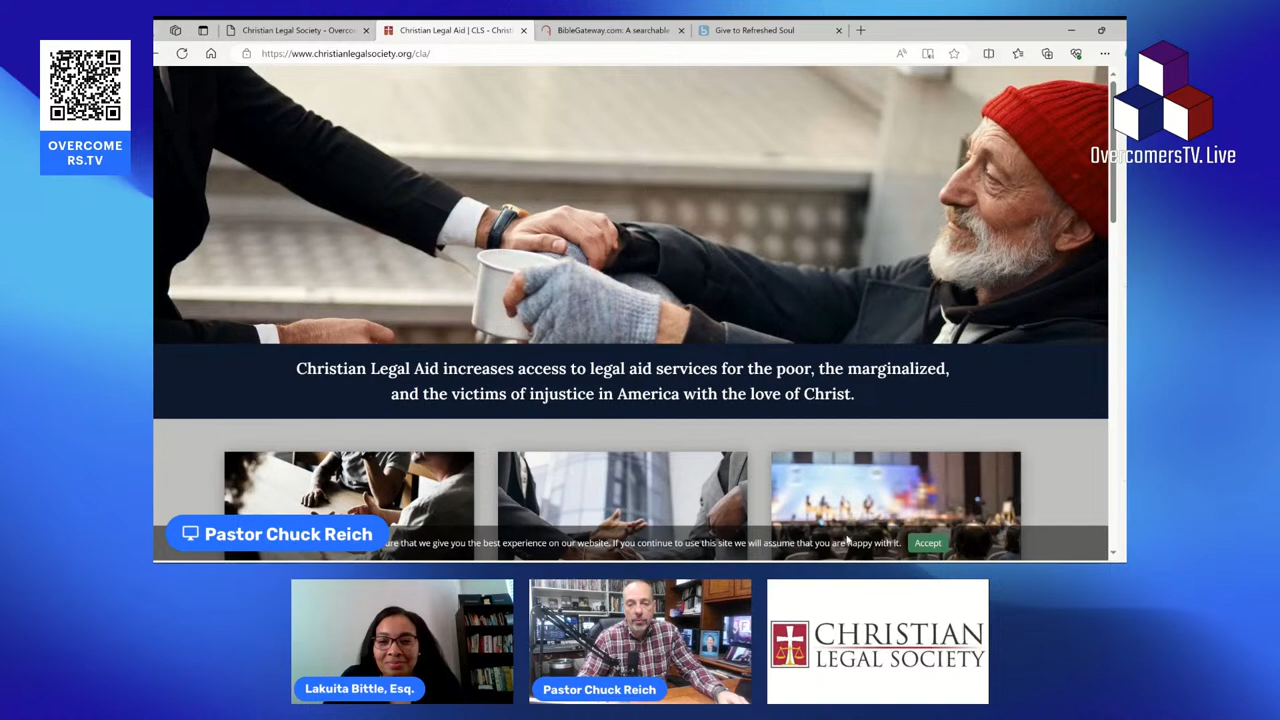 Christian Legal Society - Overco
Christian Legal Aid | CLS - Christi
BibleGateway.com: A searchable
Give to Refreshed Soul
https://www.christianlegalsociety.org/cla/
OVERCOME
RS.TV
OvercomersTV.Live
Christian Legal Aid increases access to legal aid services for the poor, the marginalized,
and the victims of injustice in America with the love of Christ.
Pastor Chuck Reich
ure that we give you the best experience on our website. If you continue to use this site we will assume that you are happy with it.
Accept
Lakuita Bittle, Esq.
Pastor Chuck Reich
CHRISTIAN
LEGAL SOCIETY